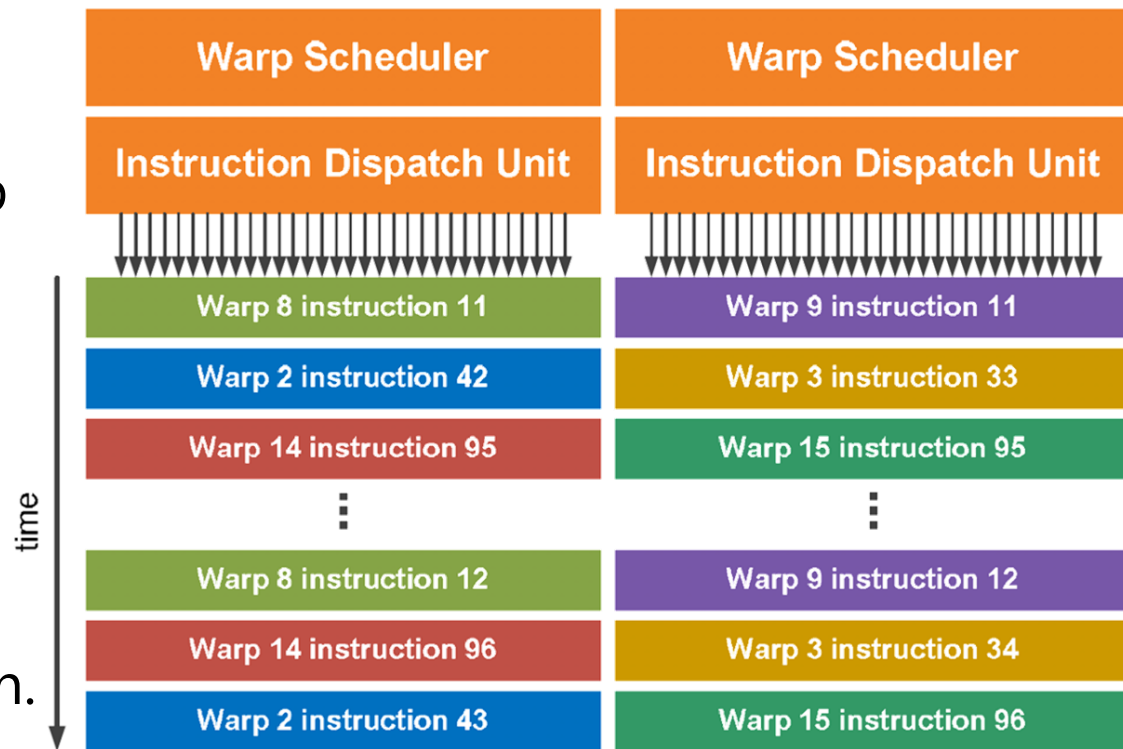 Warp Scheduler
Warp Scheduler
Instruction Dispatch Unit
Instruction Dispatch Unit
Warp 8 instruction 11
Warp 9 instruction 11
Warp 2 instruction 42
Warp 3 instruction 33
Warp 14 instruction 95
Warp 15 instruction 95
time
Warp 8 instruction 12
Warp 9 instruction 12
Warp 14 instruction 96
Warp 3 instruction 34
Warp 2 instruction 43
Warp 15 instruction 96